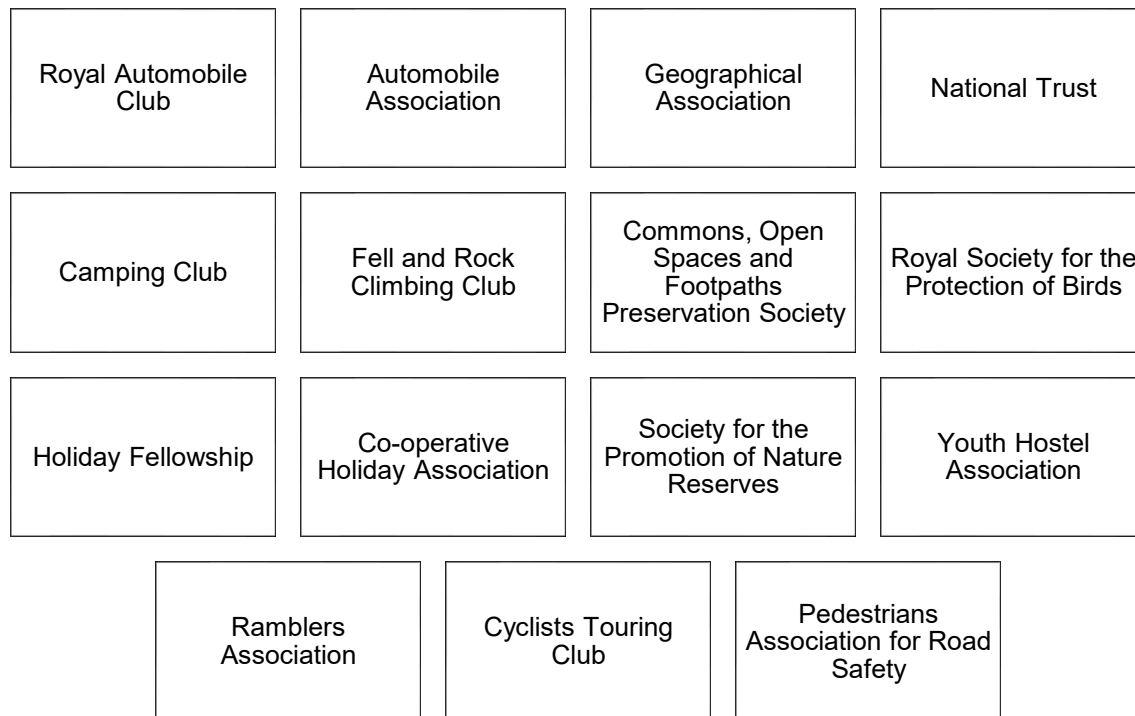 Royal Automobile
Club
Automobile
Association
Geographical
Association
National Trust
Camping Club
Fell and Rock
Climbing Club
Commons, Open
Spaces and
Footpaths
Preservation Society
Royal Society for the
Protection of Birds
Holiday Fellowship
Co-operative
Holiday Association
Society for the
Promotion of Nature
Reserves
Youth Hostel
Association
Ramblers
Association
Cyclists Touring
Club
Pedestrians
Association for Road
Safety